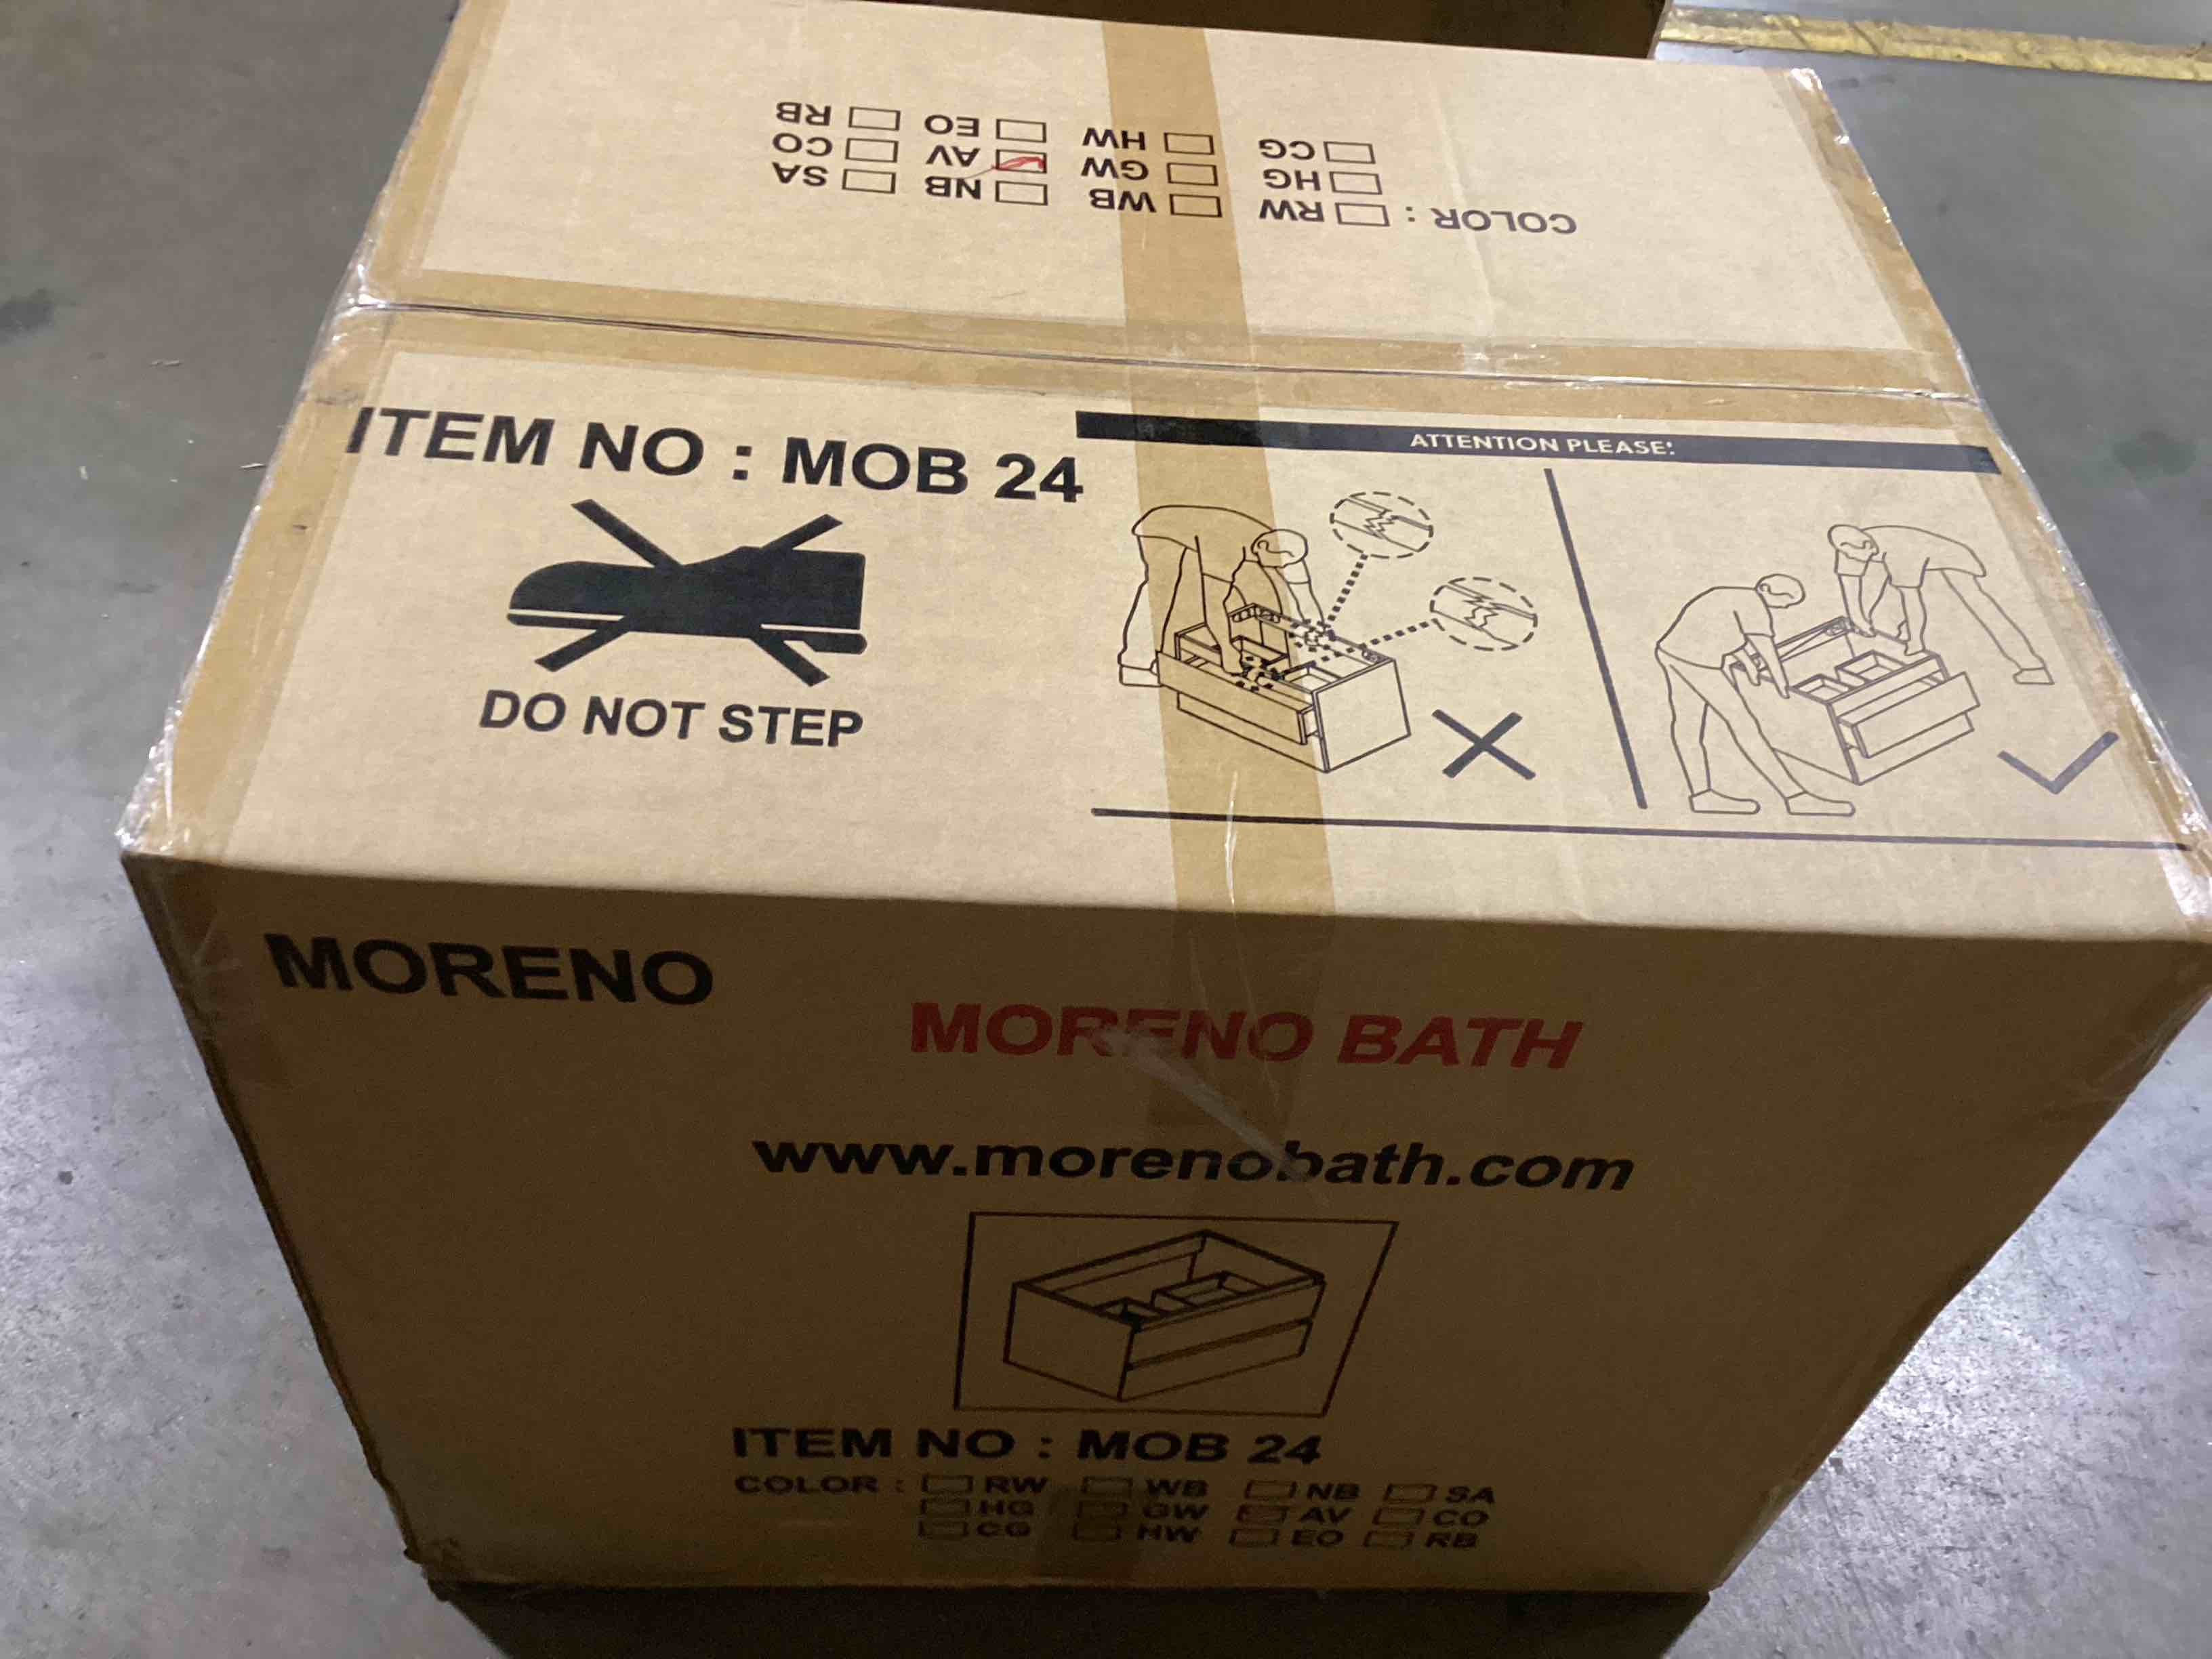 COLOR : RW WB NB SA
HG GW AV CO
CG HW EO RB
ITEM NO : MOB 24
ATTENTION PLEASE:
DO NOT STEP
MORENO
MORENO BATH
www.morenobath.com
ITEM NO : MOB 24
COLOR : RW WB NB SA
HG GW AV CO
CG HW EO RB